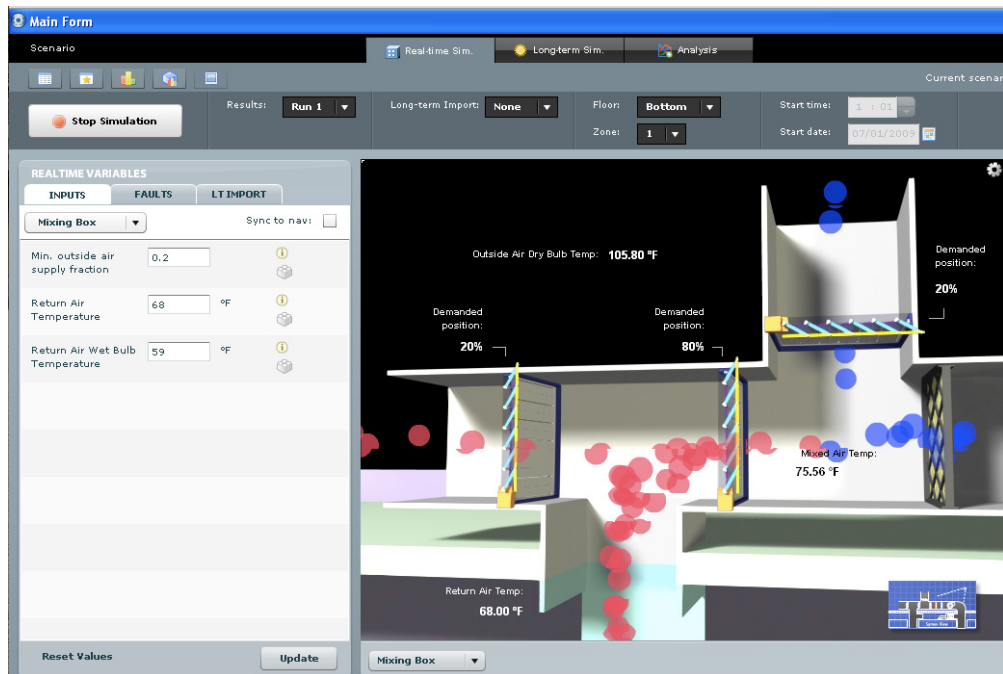 Main Form
Scenario
Real-time Sim.
Long-term Sim.
Analysis
Current scenar
Stop Simulation
Results:
Run 1
Long-term Import:
None
Floor:
Bottom
Zone:
1
Start time:
1 : 01
Start date:
07/01/2009
REALTIME VARIABLES
INPUTS
FAULTS
LT IMPORT
Mixing Box
Sync to nav:
Min. outside air
supply fraction
0.2
Return Air
Temperature
68
°F
Return Air Wet Bulb
Temperature
59
°F
Reset Values
Update
Outside Air Dry Bulb Temp: 105.80 °F
Demanded
position:
20%
Demanded
position:
80%
Demanded
position:
20%
Mixed Air Temp:
75.56 °F
Return Air Temp:
68.00 °F
System View
Mixing Box